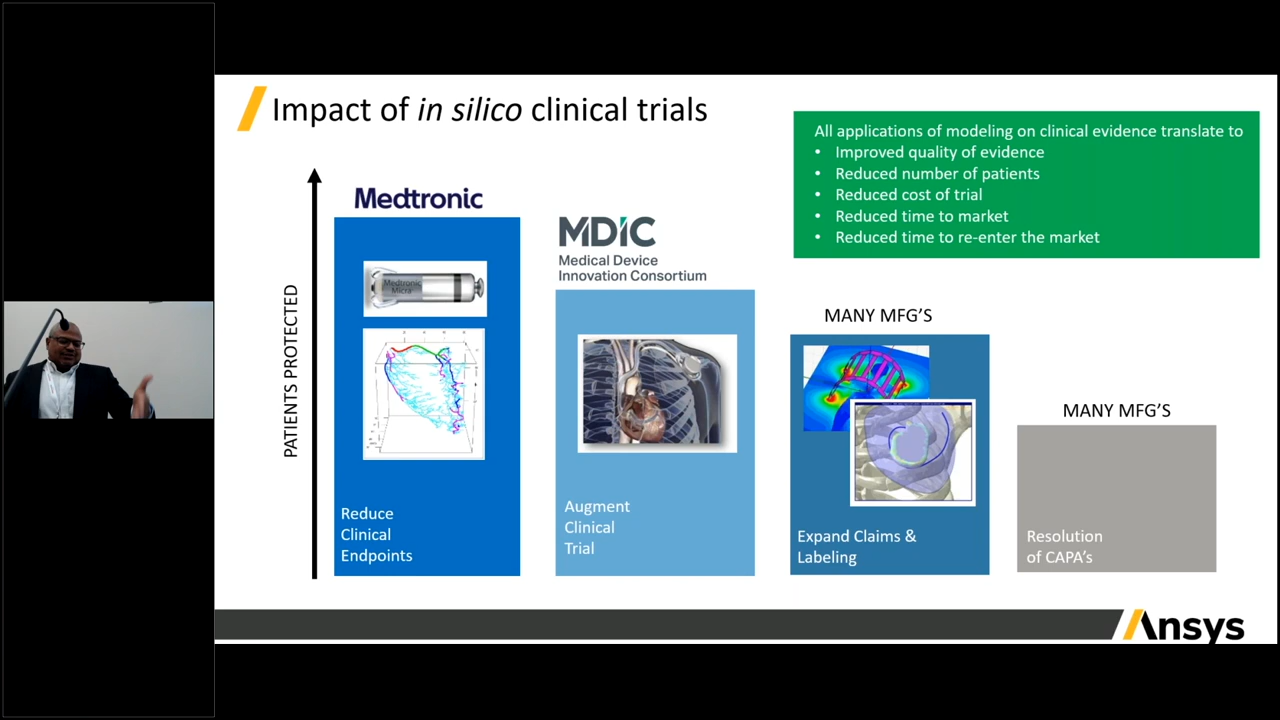 Impact of in silico clinical trials
All applications of modeling on clinical evidence translate to
• Improved quality of evidence
• Reduced number of patients
• Reduced cost of trial
• Reduced time to market
• Reduced time to re-enter the market
PATIENTS PROTECTED
Medtronic
Medtronic
Micra
Reduce
Clinical
Endpoints
MDIC
Medical Device
Innovation Consortium
Augment
Clinical
Trial
MANY MFG'S
Expand Claims &
Labeling
MANY MFG'S
Resolution
of CAPA's
Ansys